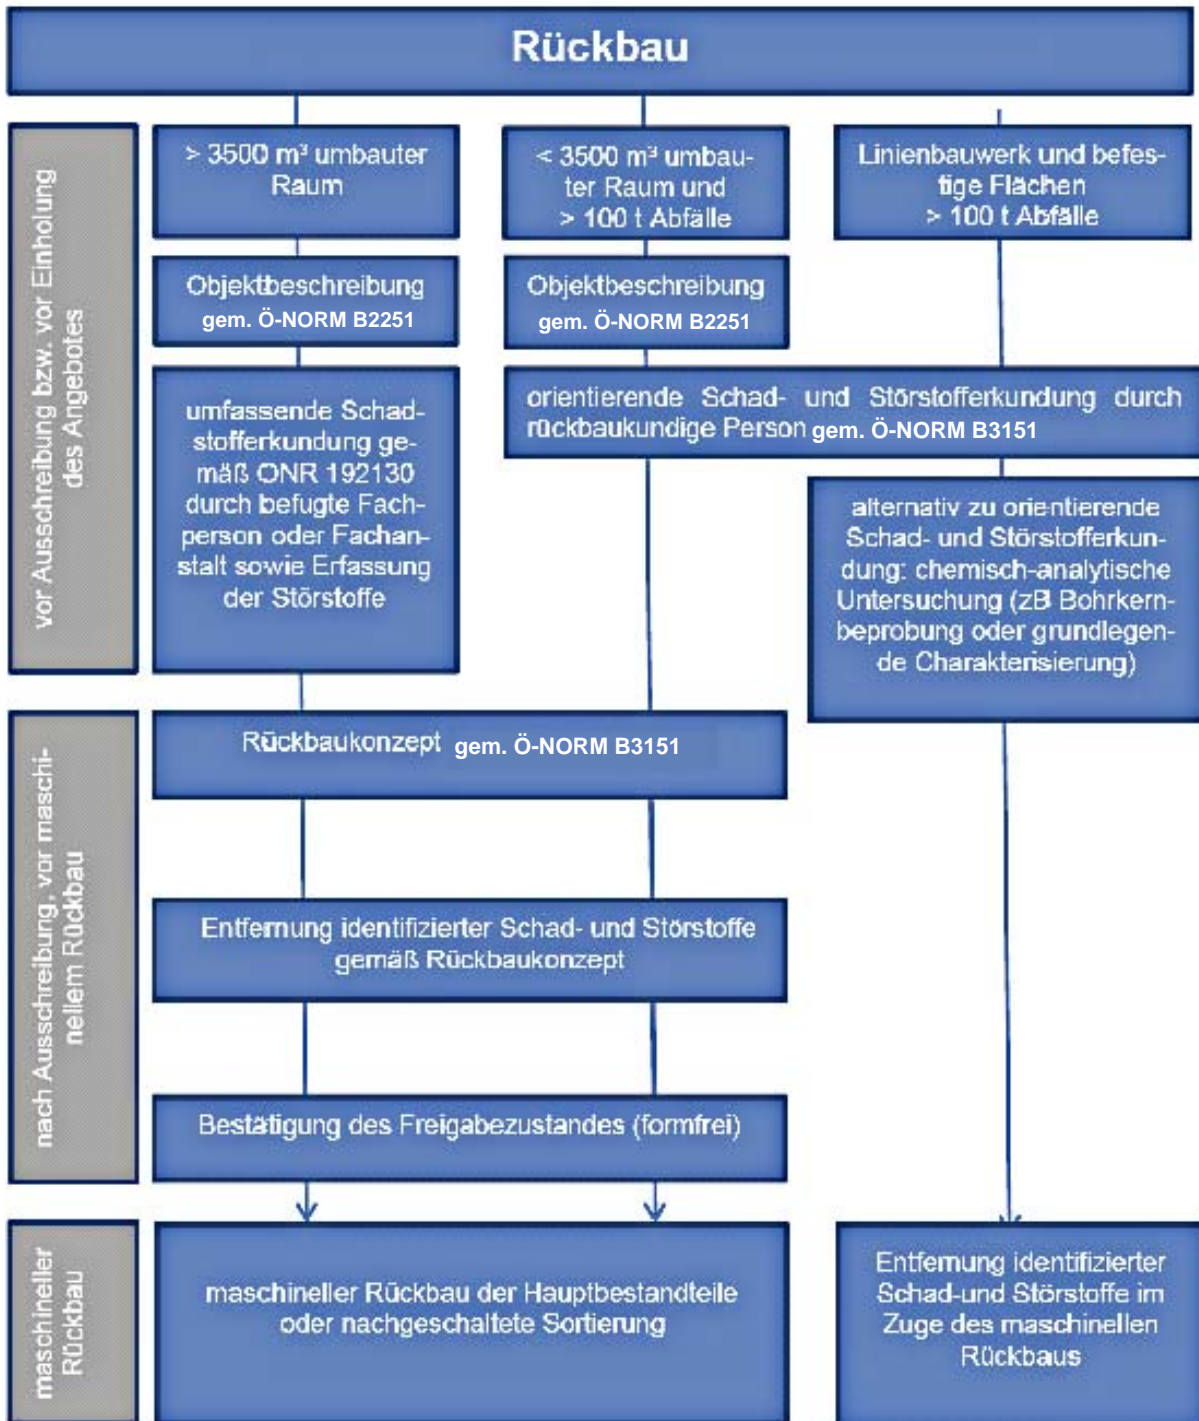 Rückbau
vor Ausschreibung bzw. vor Einholung
des Angebotes
> 3500 m³ umbauter
Raum
< 3500 m³ umbau-
ter Raum und
> 100 t Abfälle
Linienbauwerk und befes-
tige Flächen
> 100 t Abfälle
Objektbeschreibung
gem. Ö-NORM B2251
Objektbeschreibung
gem. Ö-NORM B2251
umfassende Schad-
stofferkundung ge-
mäß ONR 192130
durch befugte Fach-
person oder Fachan-
stalt sowie Erfassung
der Störstoffe
orientierende Schad- und Störstofferkundung durch
rückbaukundige Person gem. Ö-NORM B3151
alternativ zu orientierende
Schad- und Störstofferkun-
dung: chemisch-analytische
Untersuchung (zB Bohrkern-
beprobung oder grundlegen-
de Charakterisierung)
nach Ausschreibung, vor maschi-
nellem Rückbau
Rückbaukonzept gem. Ö-NORM B3151
Entfernung identifizierter Schad- und Störstoffe
gemäß Rückbaukonzept
Bestätigung des Freigabezustandes (formfrei)
maschineller
Rückbau
maschineller Rückbau der Hauptbestandteile
oder nachgeschaltete Sortierung
Entfernung identifizierter
Schad-und Störstoffe im
Zuge des maschinellen
Rückbaus